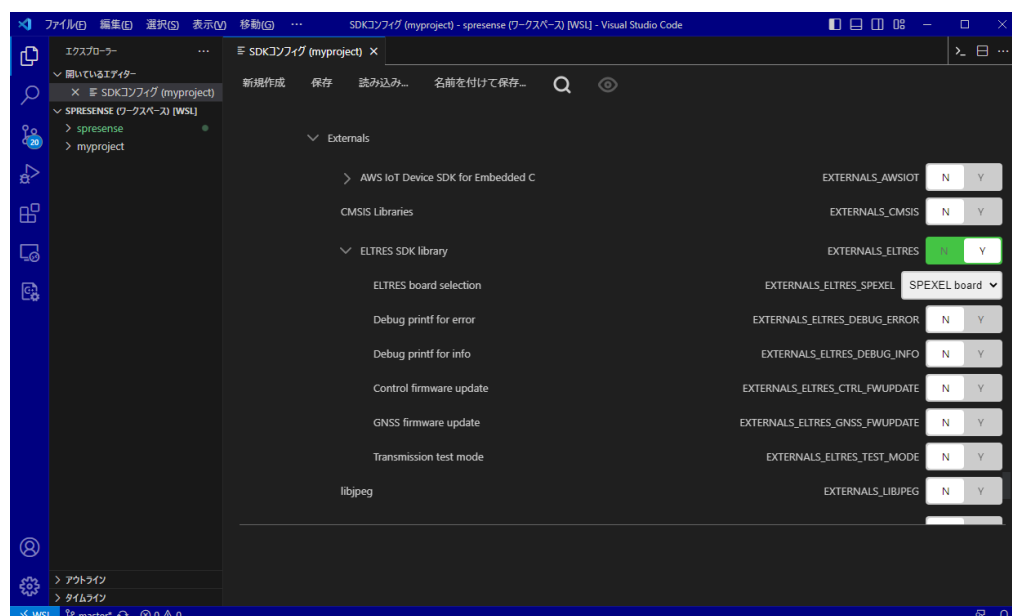 ファイル(F) 編集(E) 選択(S) 表示(V) 移動(G) ··· SDKコンフィグ (myproject) - spresense (ワークスペース) [WSL] - Visual Studio Code
エクスプローラー ···
SDKコンフィグ (myproject)
開いているエディター
SDKコンフィグ (myproject)
SPRESENSE (ワークスペース) [WSL]
spresense
myproject
20
新規作成 保存 読み込み... 名前を付けて保存...
Externals
AWS IoT Device SDK for Embedded C EXTERNALS_AWSIOT N Y
CMSIS Libraries EXTERNALS_CMSIS N Y
ELTRES SDK library EXTERNALS_ELTRES N Y
ELTRES board selection EXTERNALS_ELTRES_SPEXEL SPEXEL board
Debug printf for error EXTERNALS_ELTRES_DEBUG_ERROR N Y
Debug printf for info EXTERNALS_ELTRES_DEBUG_INFO N Y
Control firmware update EXTERNALS_ELTRES_CTRL_FWUPDATE N Y
GNSS firmware update EXTERNALS_ELTRES_GNSS_FWUPDATE N Y
Transmission test mode EXTERNALS_ELTRES_TEST_MODE N Y
libjpeg EXTERNALS_LIBJPEG N Y
アウトライン
タイムライン
WSL master* 0 0